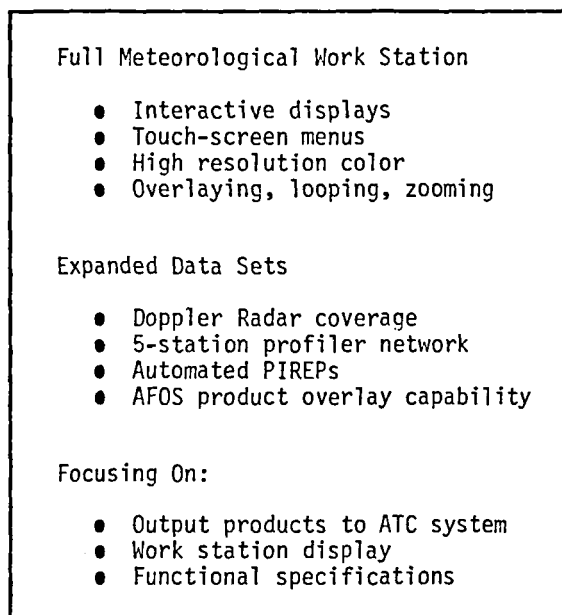 Full Meteorological Work Station
● Interactive displays
● Touch-screen menus
● High resolution color
● Overlaying, looping, zooming
Expanded Data Sets
● Doppler Radar coverage
● 5-station profiler network
● Automated PIREPs
● AFOS product overlay capability
Focusing On:
● Output products to ATC system
● Work station display
● Functional specifications